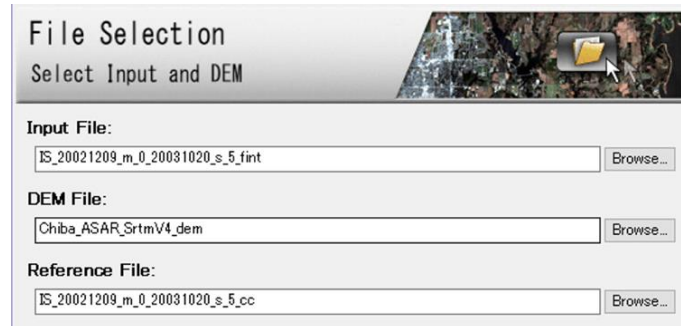 File Selection
Select Input and DEM
Input File:
IS_20021209_m_0_20031020_s_5_fint
Browse...
DEM File:
Chiba_ASAR_SrtmV4_dem
Browse...
Reference File:
IS_20021209_m_0_20031020_s_5_cc
Browse...